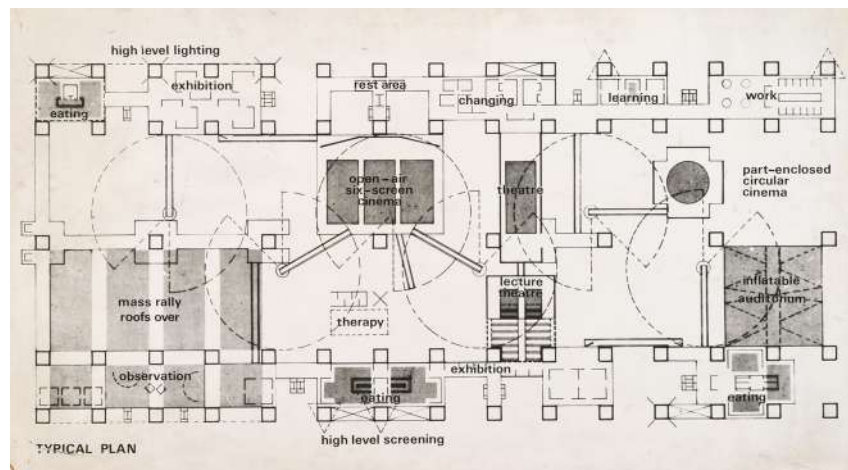 high level lighting
eating
exhibition
rest area
changing
learning
work
open-air
six-screen
cinema
theatre
part-enclosed
circular
cinema
mass rally
roofs over
therapy
lecture
theatre
inflatable
auditorium
observation
eating
exhibition
eating
high level screening
TYPICAL PLAN